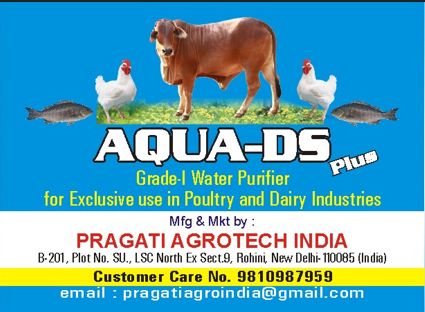 AQUA-DS Plus
Grade-I Water Purifier
for Exclusive use in Poultry and Dairy Industries
Mfg & Mkt by :
PRAGATI AGROTECH INDIA
B-201, Plot No. SU., LSC North Ex Sect.9, Rohini, New Delhi-110085 (India)
Customer Care No. 9810987959
email : pragatiagroindia@gmail.com